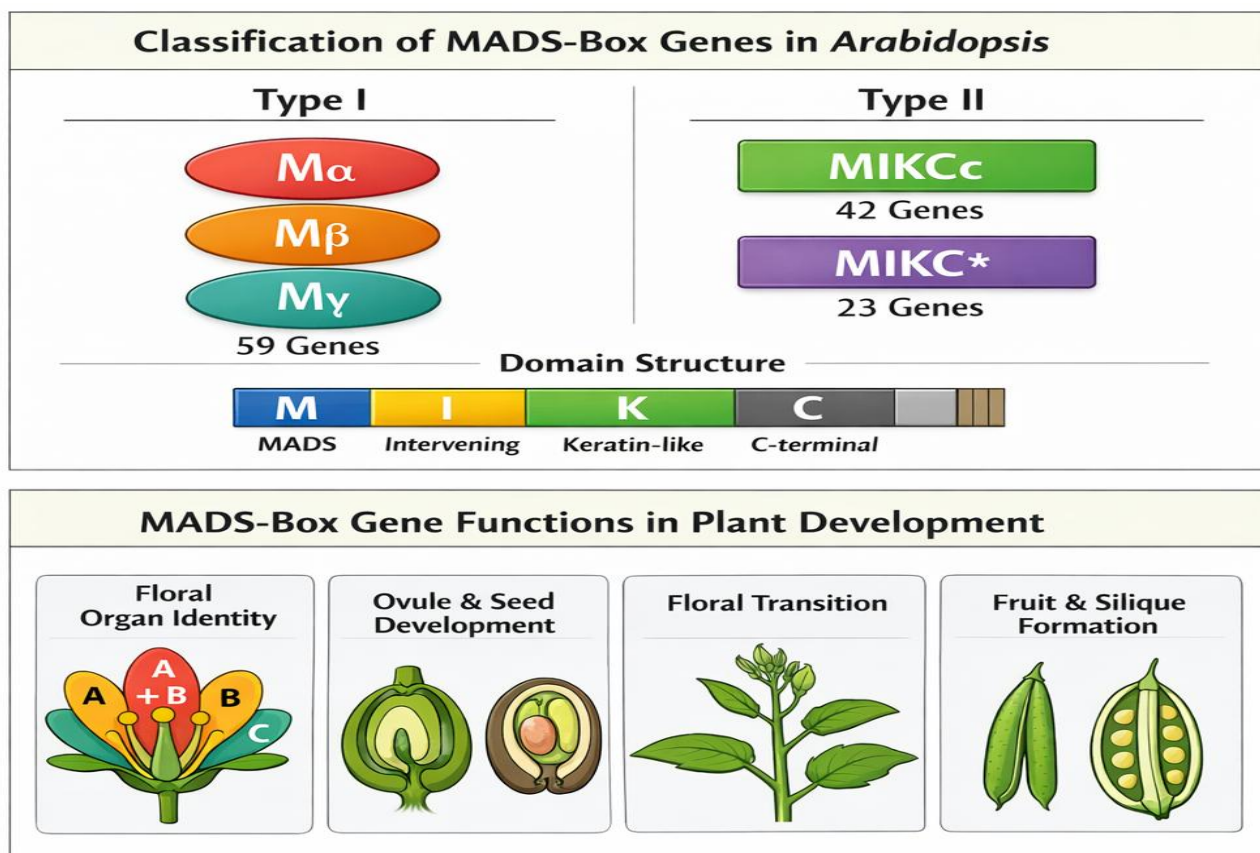 Classification of MADS-Box Genes in Arabidopsis
Type I
Mα
Mβ
Mγ
59 Genes
Type II
MIKCc
42 Genes
MIKC*
23 Genes
Domain Structure
M I K C
MADS Intervening Keratin-like C-terminal
MADS-Box Gene Functions in Plant Development
Floral
Organ Identity
A
A + B B
C
Ovule & Seed
Development
Floral Transition
Fruit & Silique
Formation